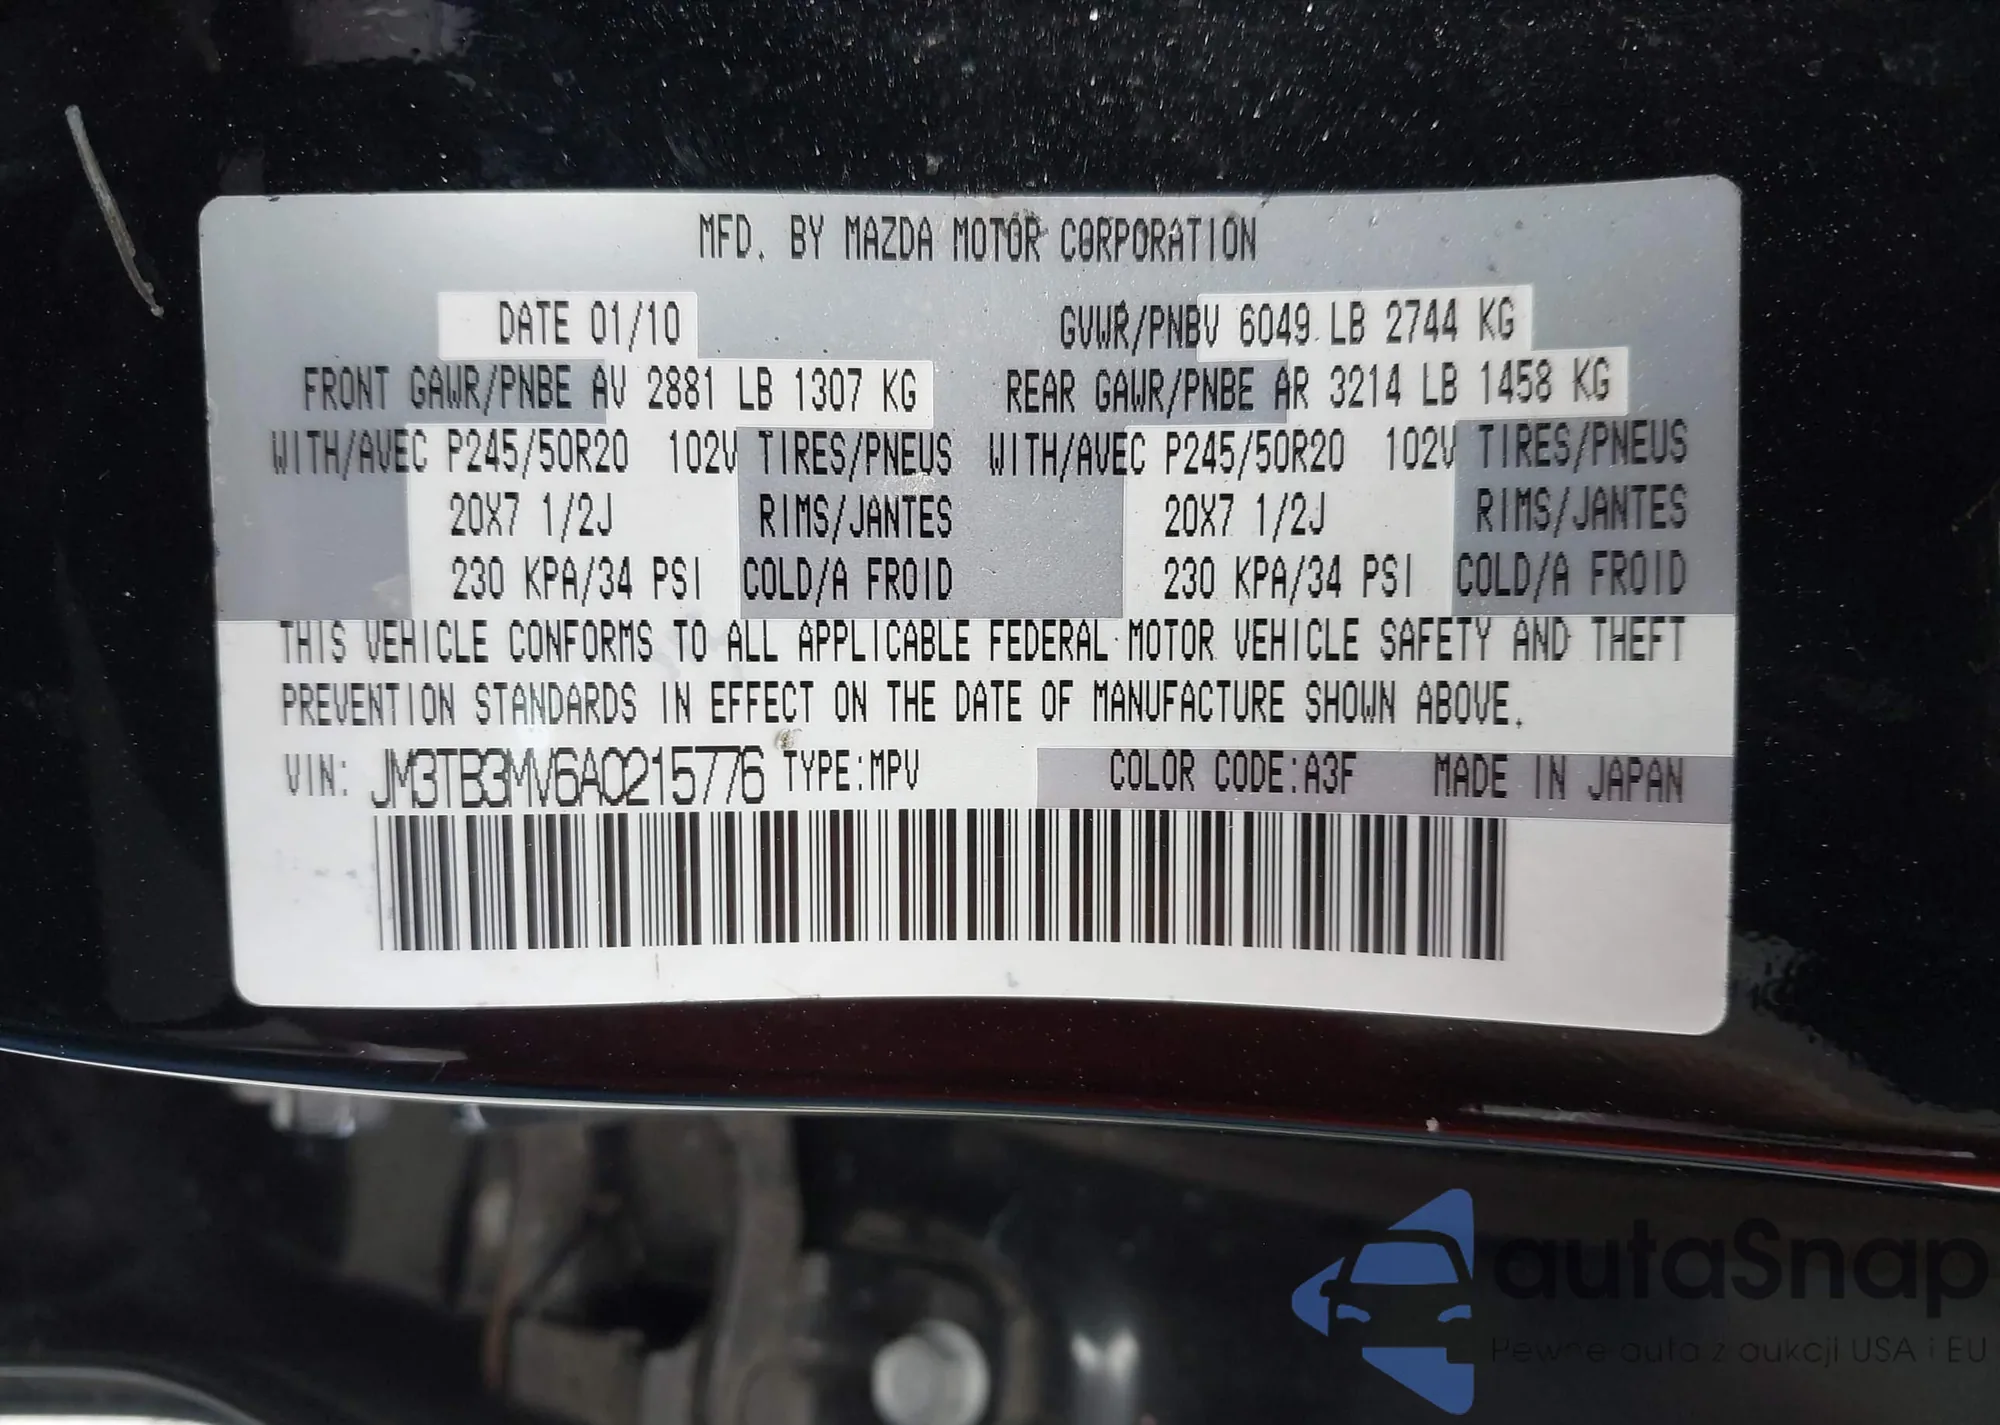 MFD. BY MAZDA MOTOR CORPORATION
DATE 01/10 GVWR/PNBV 6049 LB 2744 KG
FRONT GAWR/PNBE AV 2881 LB 1307 KG REAR GAWR/PNBE AR 3214 LB 1458 KG
WITH/AVEC P245/50R20 102V TIRES/PNEUS WITH/AVEC P245/50R20 102V TIRES/PNEUS
20X7 1/2J RIMS/JANTES 20X7 1/2J RIMS/JANTES
230 KPA/34 PSI COLD/A FROID 230 KPA/34 PSI COLD/A FROID
THIS VEHICLE CONFORMS TO ALL APPLICABLE FEDERAL MOTOR VEHICLE SAFETY AND THEFT
PREVENTION STANDARDS IN EFFECT ON THE DATE OF MANUFACTURE SHOWN ABOVE.
VIN: JM3TB3MV6A0215776 TYPE:MPV COLOR CODE:A3F MADE IN JAPAN
autaSnap
Pewne auta z aukcji USA i EU